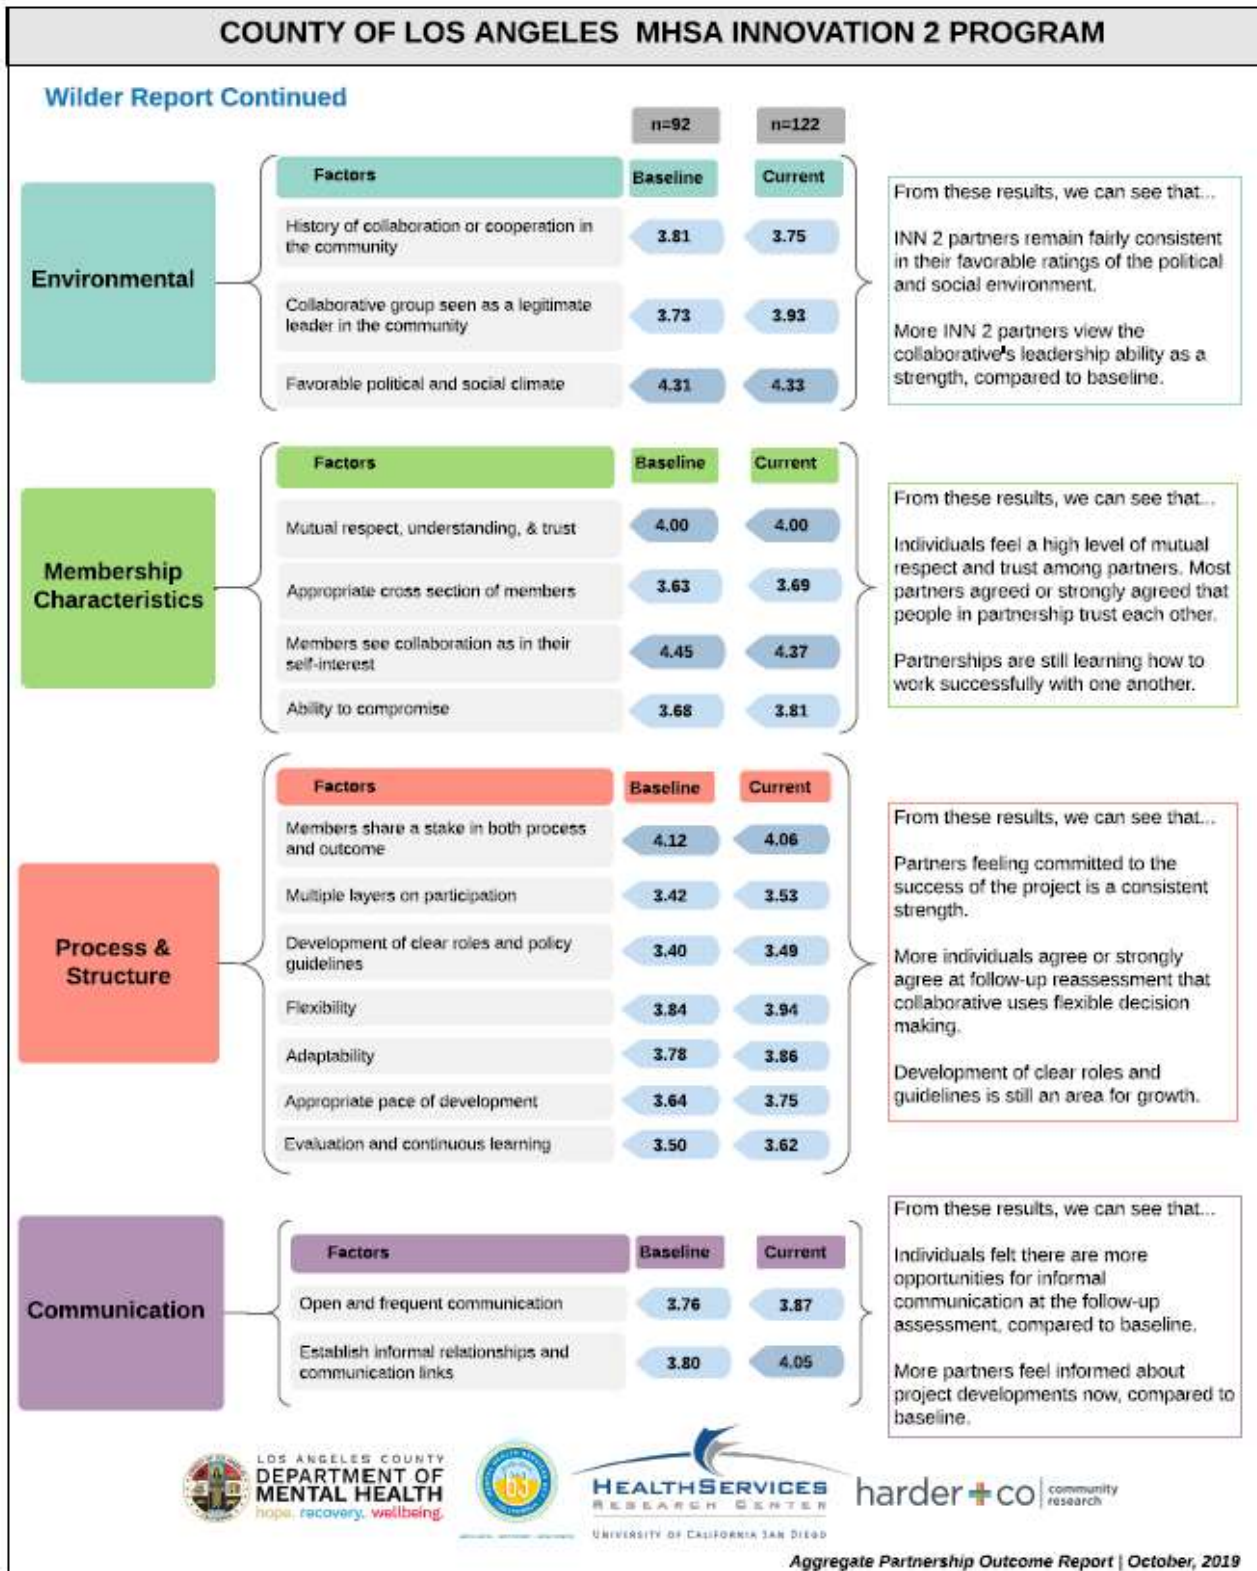 COUNTY OF LOS ANGELES MHSA INNOVATION 2 PROGRAM
Wilder Report Continued
n=92
n=122
Environmental
Factors
Baseline
Current
History of collaboration or cooperation in
the community
3.81
3.75
Collaborative group seen as a legitimate
leader in the community
3.73
3.93
Favorable political and social climate
4.31
4.33
From these results, we can see that...
INN 2 partners remain fairly consistent
in their favorable ratings of the political
and social environment.
More INN 2 partners view the
collaborative's leadership ability as a
strength, compared to baseline.
Membership
Characteristics
Factors
Baseline
Current
Mutual respect, understanding, & trust
4.00
4.00
Appropriate cross section of members
3.63
3.69
Members see collaboration as in their
self-interest
4.45
4.37
Ability to compromise
3.68
3.81
From these results, we can see that...
Individuals feel a high level of mutual
respect and trust among partners. Most
partners agreed or strongly agreed that
people in partnership trust each other.
Partnerships are still learning how to
work successfully with one another.
Process &
Structure
Factors
Baseline
Current
Members share a stake in both process
and outcome
4.12
4.06
Multiple layers on participation
3.42
3.53
Development of clear roles and policy
guidelines
3.40
3.49
Flexibility
3.84
3.94
Adaptability
3.78
3.86
Appropriate pace of development
3.64
3.75
Evaluation and continuous learning
3.50
3.62
From these results, we can see that...
Partners feeling committed to the
success of the project is a consistent
strength.
More individuals agree or strongly
agree at follow-up reassessment that
collaborative uses flexible decision
making.
Development of clear roles and
guidelines is still an area for growth.
Communication
Factors
Baseline
Current
Open and frequent communication
3.76
3.87
Establish informal relationships and
communication links
3.80
4.05
From these results, we can see that...
Individuals felt there are more
opportunities for informal
communication at the follow-up
assessment, compared to baseline.
More partners feel informed about
project developments now, compared to
baseline.
LOS ANGELES COUNTY
DEPARTMENT OF
MENTAL HEALTH
hope. recovery. wellbeing.
63
HEALTHSERVICES
RESEARCH CENTER
UNIVERSITY OF CALIFORNIA SAN DIEGO
harder+co
community
research
Aggregate Partnership Outcome Report | October, 2019